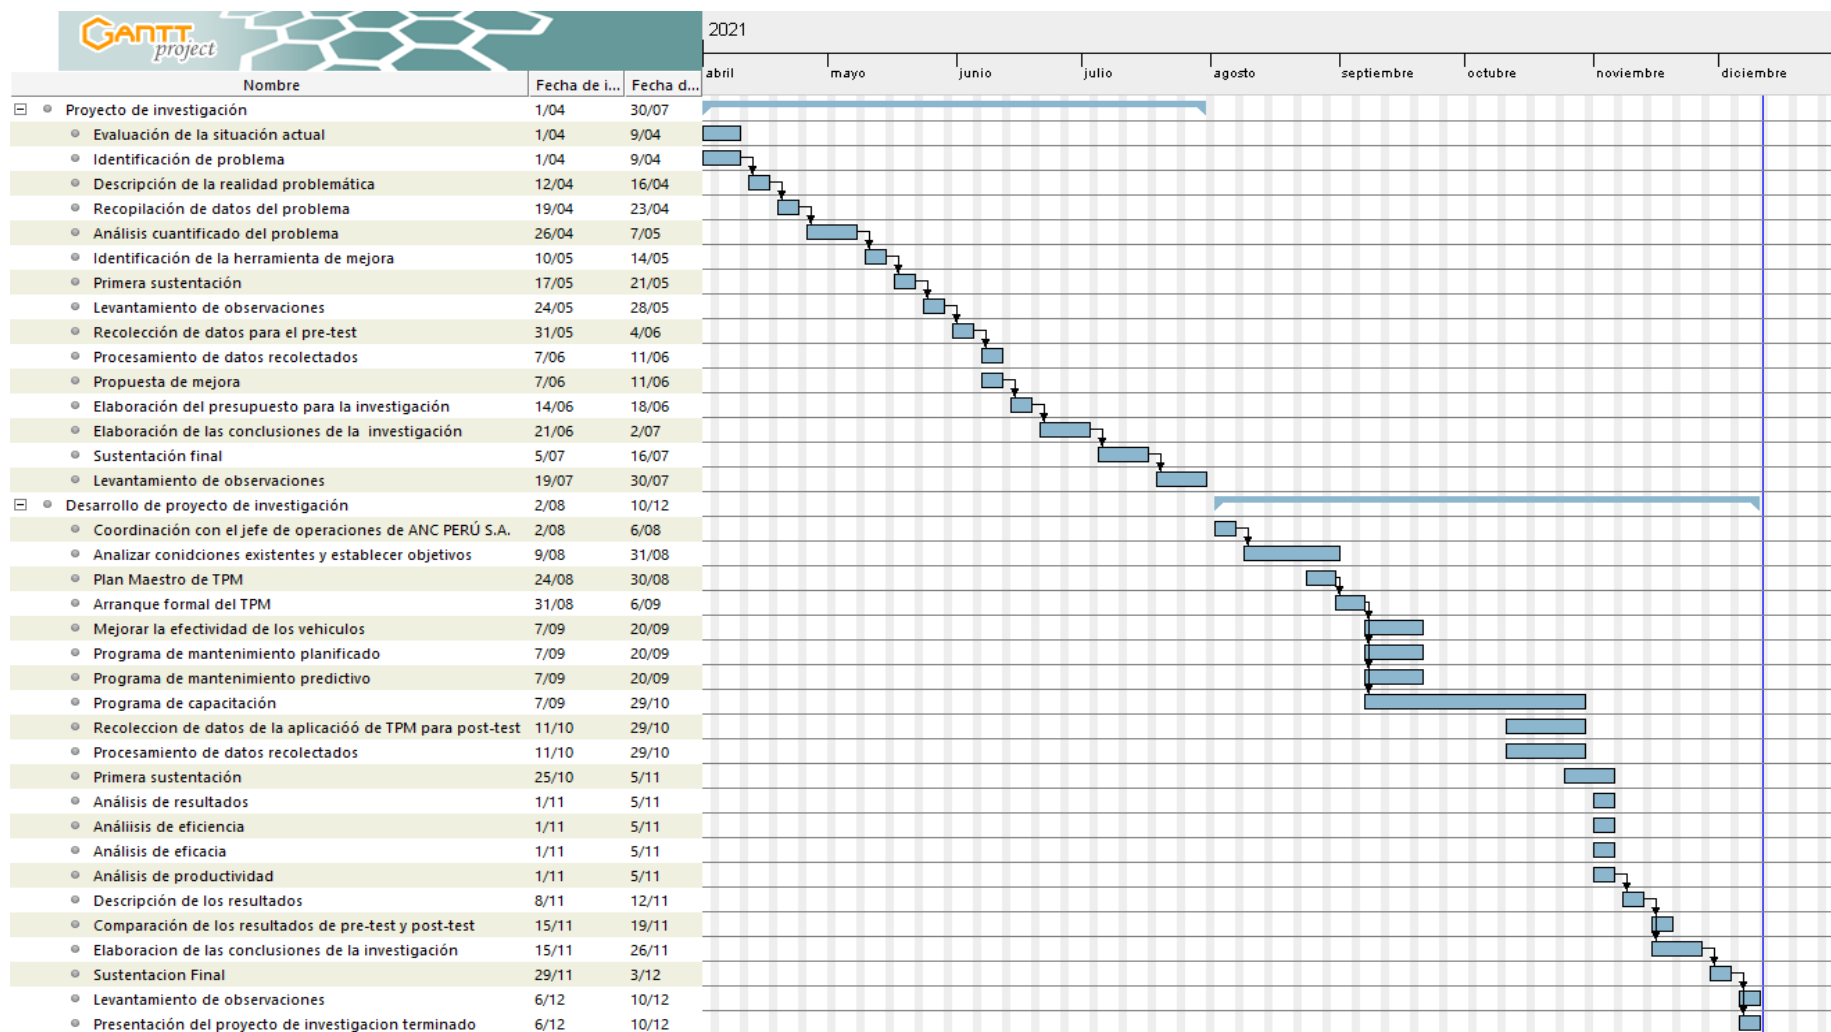 GANTT
project
2021
abril mayo junio julio agosto septiembre octubre noviembre diciembre
Nombre Fecha de i... Fecha d...
Proyecto de investigación 1/04 30/07
Evaluación de la situación actual 1/04 9/04
Identificación de problema 1/04 9/04
Descripción de la realidad problemática 12/04 16/04
Recopilación de datos del problema 19/04 23/04
Análisis cuantificado del problema 26/04 7/05
Identificación de la herramienta de mejora 10/05 14/05
Primera sustentación 17/05 21/05
Levantamiento de observaciones 24/05 28/05
Recolección de datos para el pre-test 31/05 4/06
Procesamiento de datos recolectados 7/06 11/06
Propuesta de mejora 7/06 11/06
Elaboración del presupuesto para la investigación 14/06 18/06
Elaboración de las conclusiones de la investigación 21/06 2/07
Sustentación final 5/07 16/07
Levantamiento de observaciones 19/07 30/07
Desarrollo de proyecto de investigación 2/08 10/12
Coordinación con el jefe de operaciones de ANC PERÚ S.A. 2/08 6/08
Analizar conidciones existentes y establecer objetivos 9/08 31/08
Plan Maestro de TPM 24/08 30/08
Arranque formal del TPM 31/08 6/09
Mejorar la efectividad de los vehiculos 7/09 20/09
Programa de mantenimiento planificado 7/09 20/09
Programa de mantenimiento predictivo 7/09 20/09
Programa de capacitación 7/09 29/10
Recoleccion de datos de la aplicacióó de TPM para post-test 11/10 29/10
Procesamiento de datos recolectados 11/10 29/10
Primera sustentación 25/10 5/11
Análisis de resultados 1/11 5/11
Análiisis de eficiencia 1/11 5/11
Análisis de eficacia 1/11 5/11
Análisis de productividad 1/11 5/11
Descripción de los resultados 8/11 12/11
Comparación de los resultados de pre-test y post-test 15/11 19/11
Elaboracion de las conclusiones de la investigación 15/11 26/11
Sustentacion Final 29/11 3/12
Levantamiento de observaciones 6/12 10/12
Presentación del proyecto de investigacion terminado 6/12 10/12